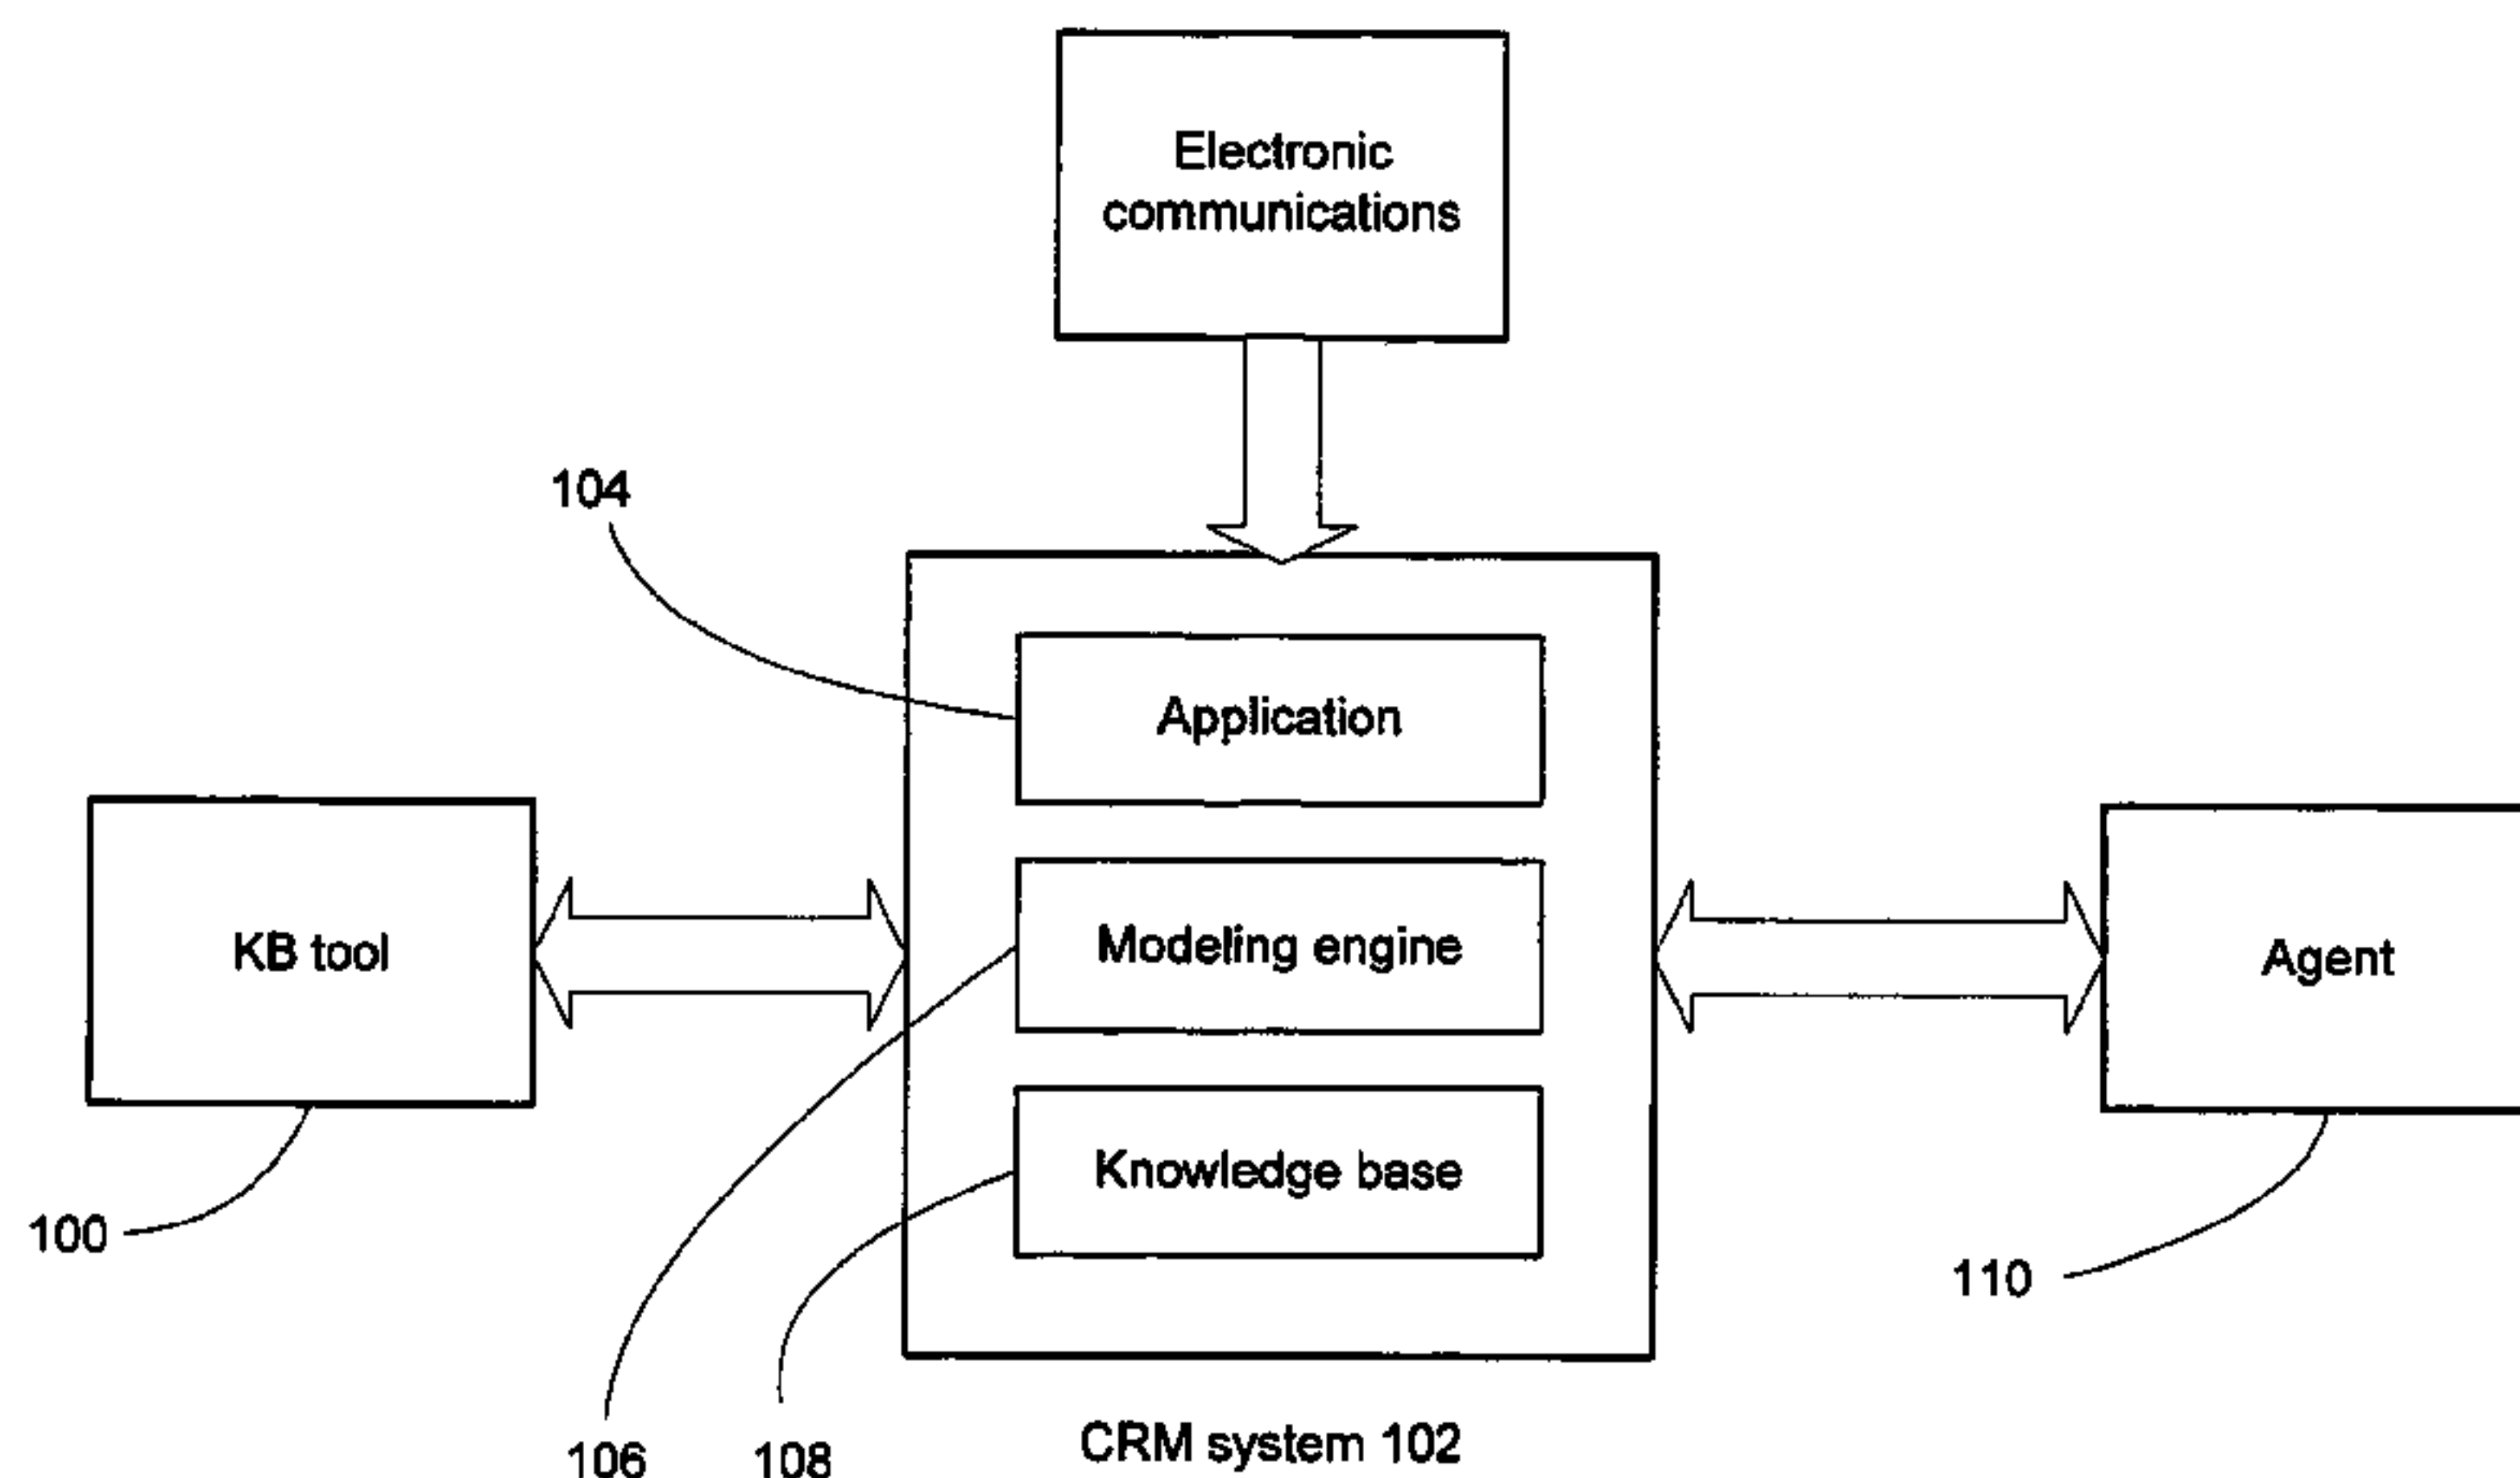 Electronic
communications
104
Application
KB tool
Modeling engine
Agent
Knowledge base
100
110
106
108
CRM system 102